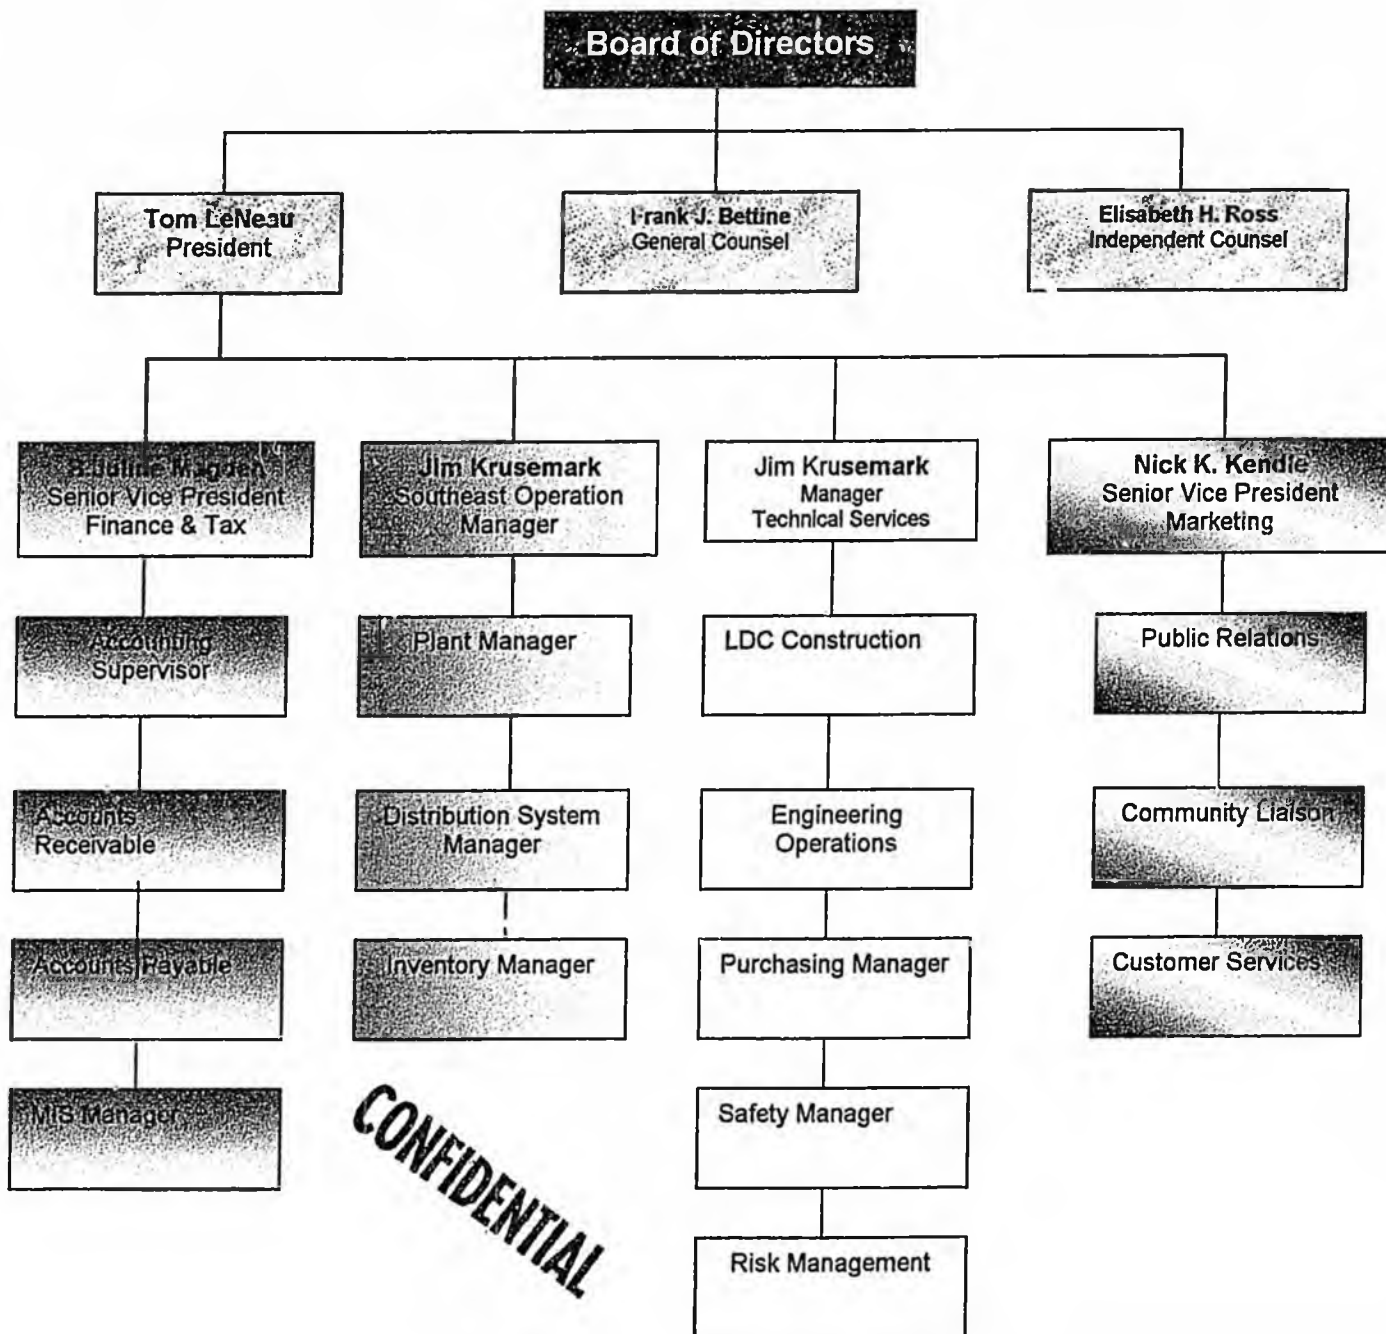 Board of Directors
Tom LeNeau
President
Frank J. Bettine
General Counsel
Elisabeth H. Ross
Independent Counsel
Senior Vice President
Finance & Tax
Jim Krusemark
Southeast Operation
Manager
Jim Krusemark
Manager
Technical Services
Nick K. Kendle
Senior Vice President
Marketing
Accounting
Supervisor
Plant Manager
LDC Construction
Public Relations
Accounts
Receivable
Distribution System
Manager
Engineering
Operations
Community Liaison
Accounts Payable
Inventory Manager
Purchasing Manager
Customer Services
MIS Manager
Safety Manager
CONFIDENTIAL
Risk Management